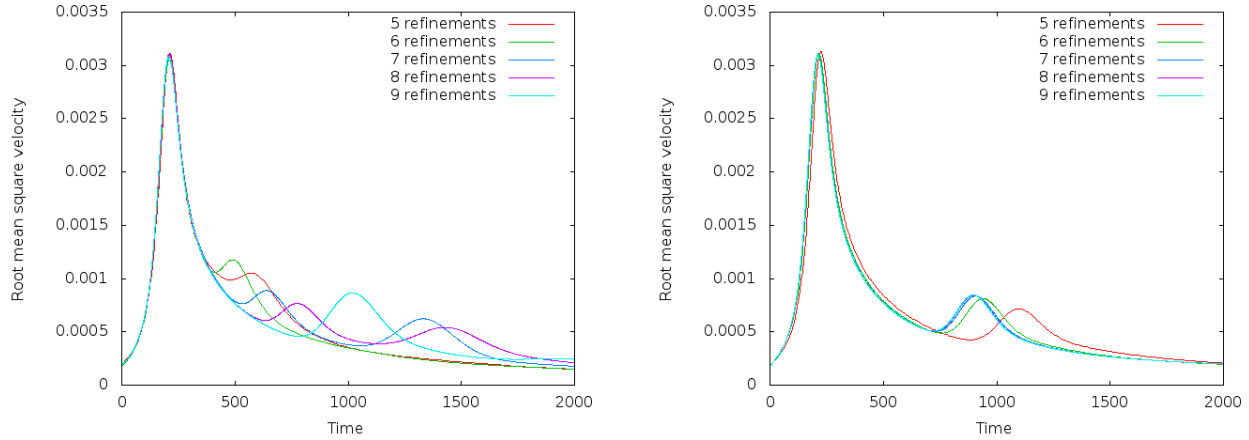 0.0035
0.003
0.0025
0.002
0.0015
0.001
0.0005
0
Root mean square velocity
0
500
1000
1500
2000
Time
5 refinements
6 refinements
7 refinements
8 refinements
9 refinements
0.0035
0.003
0.0025
0.002
0.0015
0.001
0.0005
0
Root mean square velocity
0
500
1000
1500
2000
Time
5 refinements
6 refinements
7 refinements
8 refinements
9 refinements